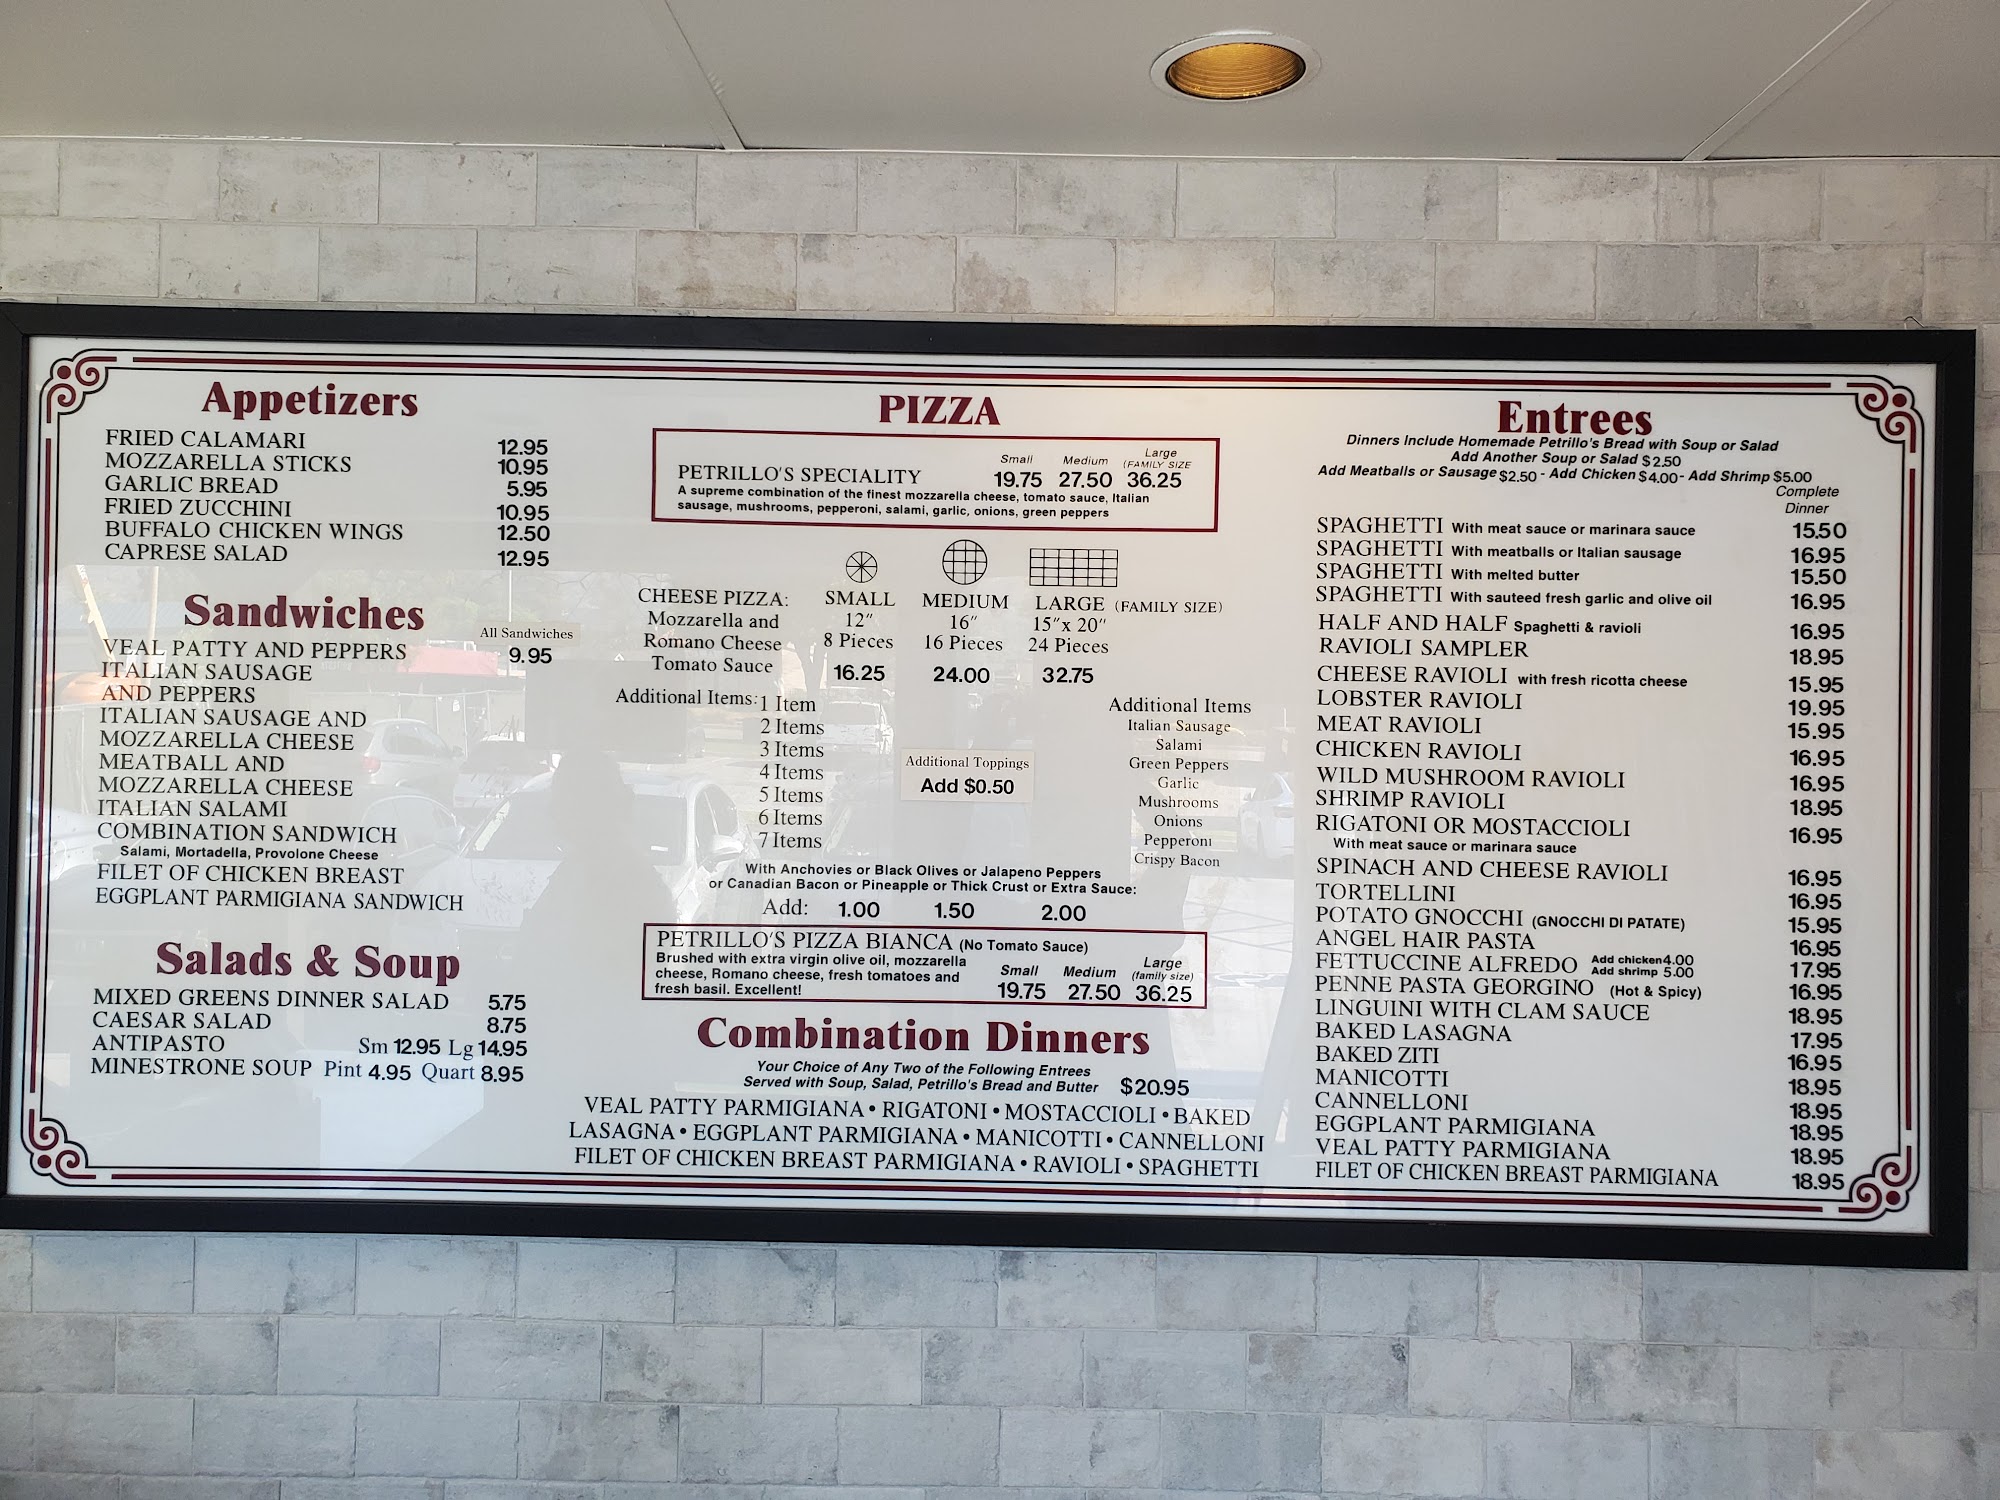 Appetizers
FRIED CALAMARI 12.95
MOZZARELLA STICKS 10.95
GARLIC BREAD 5.95
FRIED ZUCCHINI 10.95
BUFFALO CHICKEN WINGS 12.50
CAPRESE SALAD 12.95
Sandwiches
All Sandwiches
9.95
VEAL PATTY AND PEPPERS
ITALIAN SAUSAGE
AND PEPPERS
ITALIAN SAUSAGE AND
MOZZARELLA CHEESE
MEATBALL AND
MOZZARELLA CHEESE
ITALIAN SALAMI
COMBINATION SANDWICH
Salami, Mortadella, Provolone Cheese
FILET OF CHICKEN BREAST
EGGPLANT PARMIGIANA SANDWICH
Salads & Soup
MIXED GREENS DINNER SALAD 5.75
CAESAR SALAD 8.75
ANTIPASTO Sm 12.95 Lg 14.95
MINESTRONE SOUP Pint 4.95 Quart 8.95
PIZZA
Small Medium Large
(FAMILY SIZE
PETRILLO'S SPECIALITY 19.75 27.50 36.25
A supreme combination of the finest mozzarella cheese, tomato sauce, Italian
sausage, mushrooms, pepperoni, salami, garlic, onions, green peppers
CHEESE PIZZA: SMALL MEDIUM LARGE (FAMILY SIZE)
Mozzarella and 12" 16" 15"x 20"
Romano Cheese 8 Pieces 16 Pieces 24 Pieces
Tomato Sauce 16.25 24.00 32.75
Additional Items: 1 Item
2 Items
3 Items
4 Items
5 Items
6 Items
7 Items
Additional Toppings
Add $0.50
Additional Items
Italian Sausage
Salami
Green Peppers
Garlic
Mushrooms
Onions
Pepperoni
Crispy Bacon
With Anchovies or Black Olives or Jalapeno Peppers
or Canadian Bacon or Pineapple or Thick Crust or Extra Sauce:
Add: 1.00 1.50 2.00
PETRILLO'S PIZZA BIANCA (No Tomato Sauce)
Brushed with extra virgin olive oil, mozzarella
cheese, Romano cheese, fresh tomatoes and
fresh basil. Excellent!
Small Medium Large
(family size)
19.75 27.50 36.25
Combination Dinners
Your Choice of Any Two of the Following Entrees
Served with Soup, Salad, Petrillo's Bread and Butter $20.95
VEAL PATTY PARMIGIANA • RIGATONI • MOSTACCIOLI • BAKED
LASAGNA • EGGPLANT PARMIGIANA • MANICOTTI • CANNELLONI
FILET OF CHICKEN BREAST PARMIGIANA • RAVIOLI • SPAGHETTI
Entrees
Dinners Include Homemade Petrillo's Bread with Soup or Salad
Add Another Soup or Salad $2.50
Add Meatballs or Sausage $2.50 - Add Chicken $4.00 - Add Shrimp $5.00
Complete
Dinner
SPAGHETTI With meat sauce or marinara sauce 15.50
SPAGHETTI With meatballs or Italian sausage 16.95
SPAGHETTI With melted butter 15.50
SPAGHETTI With sauteed fresh garlic and olive oil 16.95
HALF AND HALF Spaghetti & ravioli 16.95
RAVIOLI SAMPLER 18.95
CHEESE RAVIOLI with fresh ricotta cheese 15.95
LOBSTER RAVIOLI 19.95
MEAT RAVIOLI 15.95
CHICKEN RAVIOLI 16.95
WILD MUSHROOM RAVIOLI 16.95
SHRIMP RAVIOLI 18.95
RIGATONI OR MOSTACCIOLI 16.95
With meat sauce or marinara sauce
SPINACH AND CHEESE RAVIOLI 16.95
TORTELLINI 16.95
POTATO GNOCCHI (GNOCCHI DI PATATE) 15.95
ANGEL HAIR PASTA 16.95
FETTUCCINE ALFREDO Add chicken 4.00 Add shrimp 5.00 17.95
PENNE PASTA GEORGINO (Hot & Spicy) 16.95
LINGUINI WITH CLAM SAUCE 18.95
BAKED LASAGNA 17.95
BAKED ZITI 16.95
MANICOTTI 18.95
CANNELLONI 18.95
EGGPLANT PARMIGIANA 18.95
VEAL PATTY PARMIGIANA 18.95
FILET OF CHICKEN BREAST PARMIGIANA 18.95